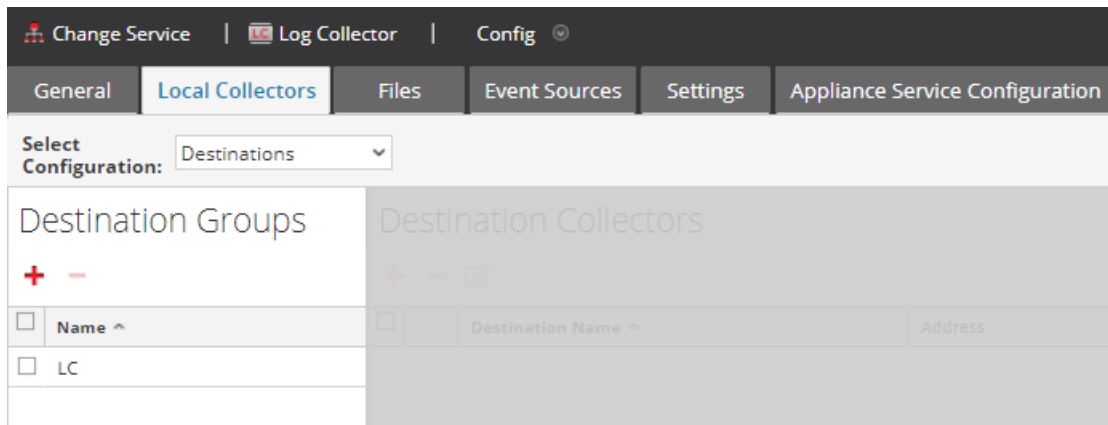 Change Service | LC Log Collector | Config
General Local Collectors Files Event Sources Settings Appliance Service Configuration
Select
Configuration: Destinations
Destination Groups Destination Collectors
Name Destination Name Address
LC